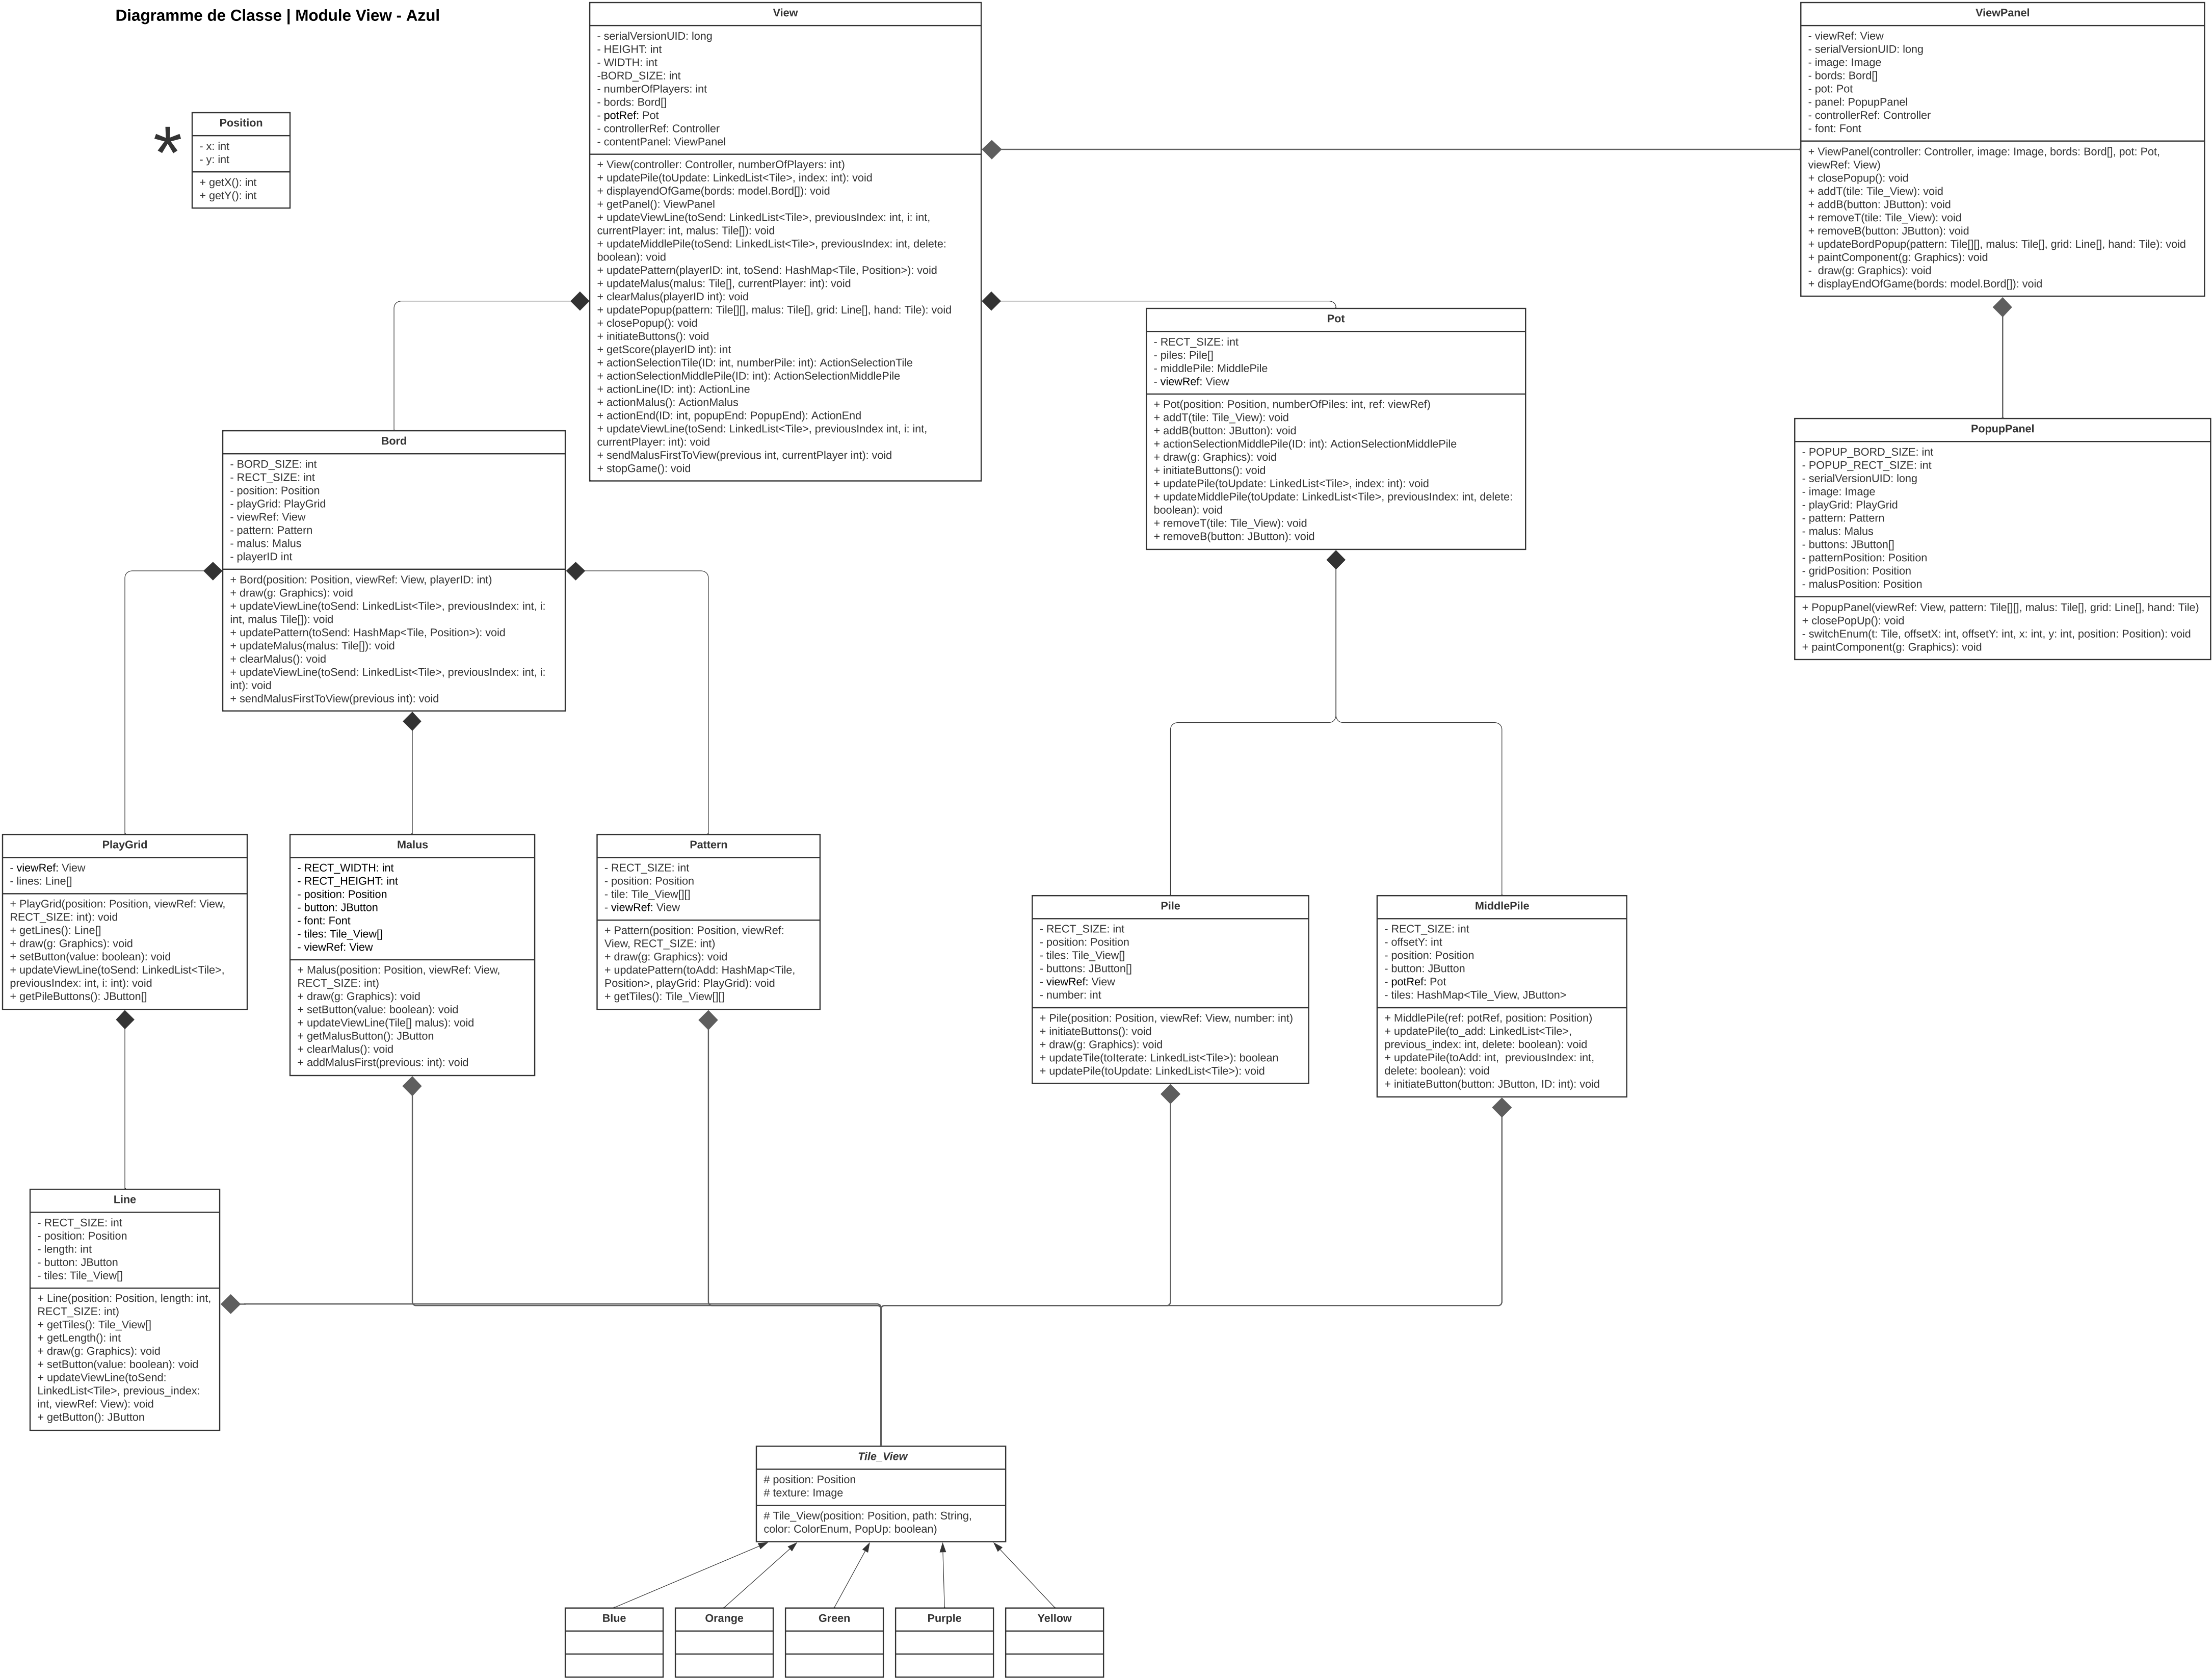 Diagramme de Classe | Module View - Azul
*
Position
- x: int
- y: int
+ getX(): int
+ getY(): int
View
- serialVersionUID: long
- HEIGHT: int
- WIDTH: int
-BORD_SIZE: int
- numberOfPlayers: int
- bords: Bord[]
- potRef: Pot
- controllerRef: Controller
- contentPanel: ViewPanel
+ View(controller: Controller, numberOfPlayers: int)
+ updatePile(toUpdate: LinkedList<Tile>, index: int): void
+ displayendOfGame(bords: model.Bord[]): void
+ getPanel(): ViewPanel
+ updateViewLine(toSend: LinkedList<Tile>, previousIndex: int, i: int,
currentPlayer: int, malus: Tile[]): void
+ updateMiddlePile(toSend: LinkedList<Tile>, previousIndex: int, delete:
boolean): void
+ updatePattern(playerID: int, toSend: HashMap<Tile, Position>): void
+ updateMalus(malus: Tile[], currentPlayer: int): void
+ clearMalus(playerID int): void
+ updatePopup(pattern: Tile[][], malus: Tile[], grid: Line[], hand: Tile): void
+ closePopup(): void
+ initiateButtons(): void
+ getScore(playerID int): int
+ actionSelectionTile(ID: int, numberPile: int): ActionSelectionTile
+ actionSelectionMiddlePile(ID: int): ActionSelectionMiddlePile
+ actionLine(ID: int): ActionLine
+ actionMalus(): ActionMalus
+ actionEnd(ID: int, popupEnd: PopupEnd): ActionEnd
+ updateViewLine(toSend: LinkedList<Tile>, previousIndex int, i: int,
currentPlayer: int): void
+ sendMalusFirstToView(previous int, currentPlayer int): void
+ stopGame(): void
ViewPanel
- viewRef: View
- serialVersionUID: long
- image: Image
- bords: Bord[]
- pot: Pot
- panel: PopupPanel
- controllerRef: Controller
- font: Font
+ ViewPanel(controller: Controller, image: Image, bords: Bord[], pot: Pot,
viewRef: View)
+ closePopup(): void
+ addT(tile: Tile_View): void
+ addB(button: JButton): void
+ removeT(tile: Tile_View): void
+ removeB(button: JButton): void
+ updateBordPopup(pattern: Tile[][], malus: Tile[], grid: Line[], hand: Tile): void
+ paintComponent(g: Graphics): void
-  draw(g: Graphics): void
+ displayEndOfGame(bords: model.Bord[]): void
Pot
- RECT_SIZE: int
- piles: Pile[]
- middlePile: MiddlePile
- viewRef: View
+ Pot(position: Position, numberOfPiles: int, ref: viewRef)
+ addT(tile: Tile_View): void
+ addB(button: JButton): void
+ actionSelectionMiddlePile(ID: int): ActionSelectionMiddlePile
+ draw(g: Graphics): void
+ initiateButtons(): void
+ updatePile(toUpdate: LinkedList<Tile>, index: int): void
+ updateMiddlePile(toUpdate: LinkedList<Tile>, previousIndex: int, delete:
boolean): void
+ removeT(tile: Tile_View): void
+ removeB(button: JButton): void
PopupPanel
- POPUP_BORD_SIZE: int
- POPUP_RECT_SIZE: int
- serialVersionUID: long
- image: Image
- playGrid: PlayGrid
- pattern: Pattern
- malus: Malus
- buttons: JButton[]
- patternPosition: Position
- gridPosition: Position
- malusPosition: Position
+ PopupPanel(viewRef: View, pattern: Tile[][], malus: Tile[], grid: Line[], hand: Tile)
+ closePopUp(): void
- switchEnum(t: Tile, offsetX: int, offsetY: int, x: int, y: int, position: Position): void
+ paintComponent(g: Graphics): void
Bord
- BORD_SIZE: int
- RECT_SIZE: int
- position: Position
- playGrid: PlayGrid
- viewRef: View
- pattern: Pattern
- malus: Malus
- playerID int
+ Bord(position: Position, viewRef: View, playerID: int)
+ draw(g: Graphics): void
+ updateViewLine(toSend: LinkedList<Tile>, previousIndex: int, i:
int, malus Tile[]): void
+ updatePattern(toSend: HashMap<Tile, Position>): void
+ updateMalus(malus: Tile[]): void
+ clearMalus(): void
+ updateViewLine(toSend: LinkedList<Tile>, previousIndex: int, i:
int): void
+ sendMalusFirstToView(previous int): void
PlayGrid
- viewRef: View
- lines: Line[]
+ PlayGrid(position: Position, viewRef: View,
RECT_SIZE: int): void
+ getLines(): Line[]
+ draw(g: Graphics): void
+ setButton(value: boolean): void
+ updateViewLine(toSend: LinkedList<Tile>,
previousIndex: int, i: int): void
+ getPileButtons(): JButton[]
Malus
- RECT_WIDTH: int
- RECT_HEIGHT: int
- position: Position
- button: JButton
- font: Font
- tiles: Tile_View[]
- viewRef: View
+ Malus(position: Position, viewRef: View,
RECT_SIZE: int)
+ draw(g: Graphics): void
+ setButton(value: boolean): void
+ updateViewLine(Tile[] malus): void
+ getMalusButton(): JButton
+ clearMalus(): void
+ addMalusFirst(previous: int): void
Pattern
- RECT_SIZE: int
- position: Position
- tile: Tile_View[][]
- viewRef: View
+ Pattern(position: Position, viewRef:
View, RECT_SIZE: int)
+ draw(g: Graphics): void
+ updatePattern(toAdd: HashMap<Tile,
Position>, playGrid: PlayGrid): void
+ getTiles(): Tile_View[][]
Pile
- RECT_SIZE: int
- position: Position
- tiles: Tile_View[]
- buttons: JButton[]
- viewRef: View
- number: int
+ Pile(position: Position, viewRef: View, number: int)
+ initiateButtons(): void
+ draw(g: Graphics): void
+ updateTile(toIterate: LinkedList<Tile>): boolean
+ updatePile(toUpdate: LinkedList<Tile>): void
MiddlePile
- RECT_SIZE: int
- offsetY: int
- position: Position
- button: JButton
- potRef: Pot
- tiles: HashMap<Tile_View, JButton>
+ MiddlePile(ref: potRef, position: Position)
+ updatePile(to_add: LinkedList<Tile>,
previous_index: int, delete: boolean): void
+ updatePile(toAdd: int,  previousIndex: int,
delete: boolean): void
+ initiateButton(button: JButton, ID: int): void
Line
- RECT_SIZE: int
- position: Position
- length: int
- button: JButton
- tiles: Tile_View[]
+ Line(position: Position, length: int,
RECT_SIZE: int)
+ getTiles(): Tile_View[]
+ getLength(): int
+ draw(g: Graphics): void
+ setButton(value: boolean): void
+ updateViewLine(toSend:
LinkedList<Tile>, previous_index:
int, viewRef: View): void
+ getButton(): JButton
Tile_View
# position: Position
# texture: Image
# Tile_View(position: Position, path: String,
color: ColorEnum, PopUp: boolean)
Blue
Orange
Green
Purple
Yellow